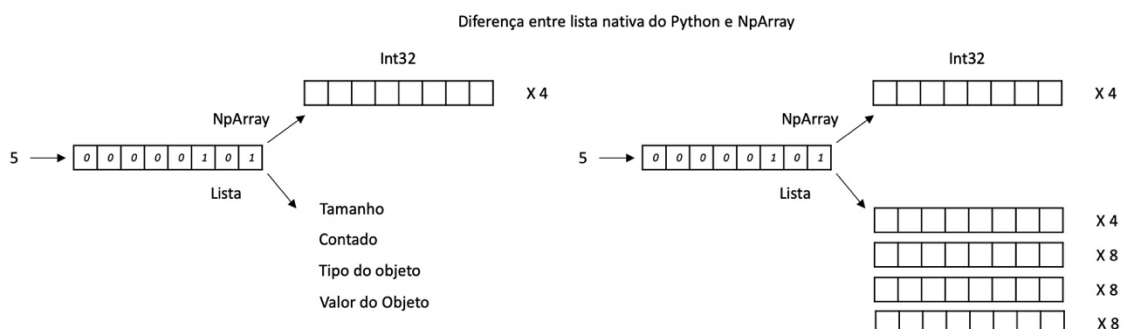 Diferença entre lista nativa do Python e NpArray
Int32
X 4
NpArray
5
0 0 0 0 0 1 0 1
Lista
Tamanho
Contado
Tipo do objeto
Valor do Objeto
Int32
X 4
NpArray
5
0 0 0 0 0 1 0 1
Lista
X 4
X 8
X 8
X 8